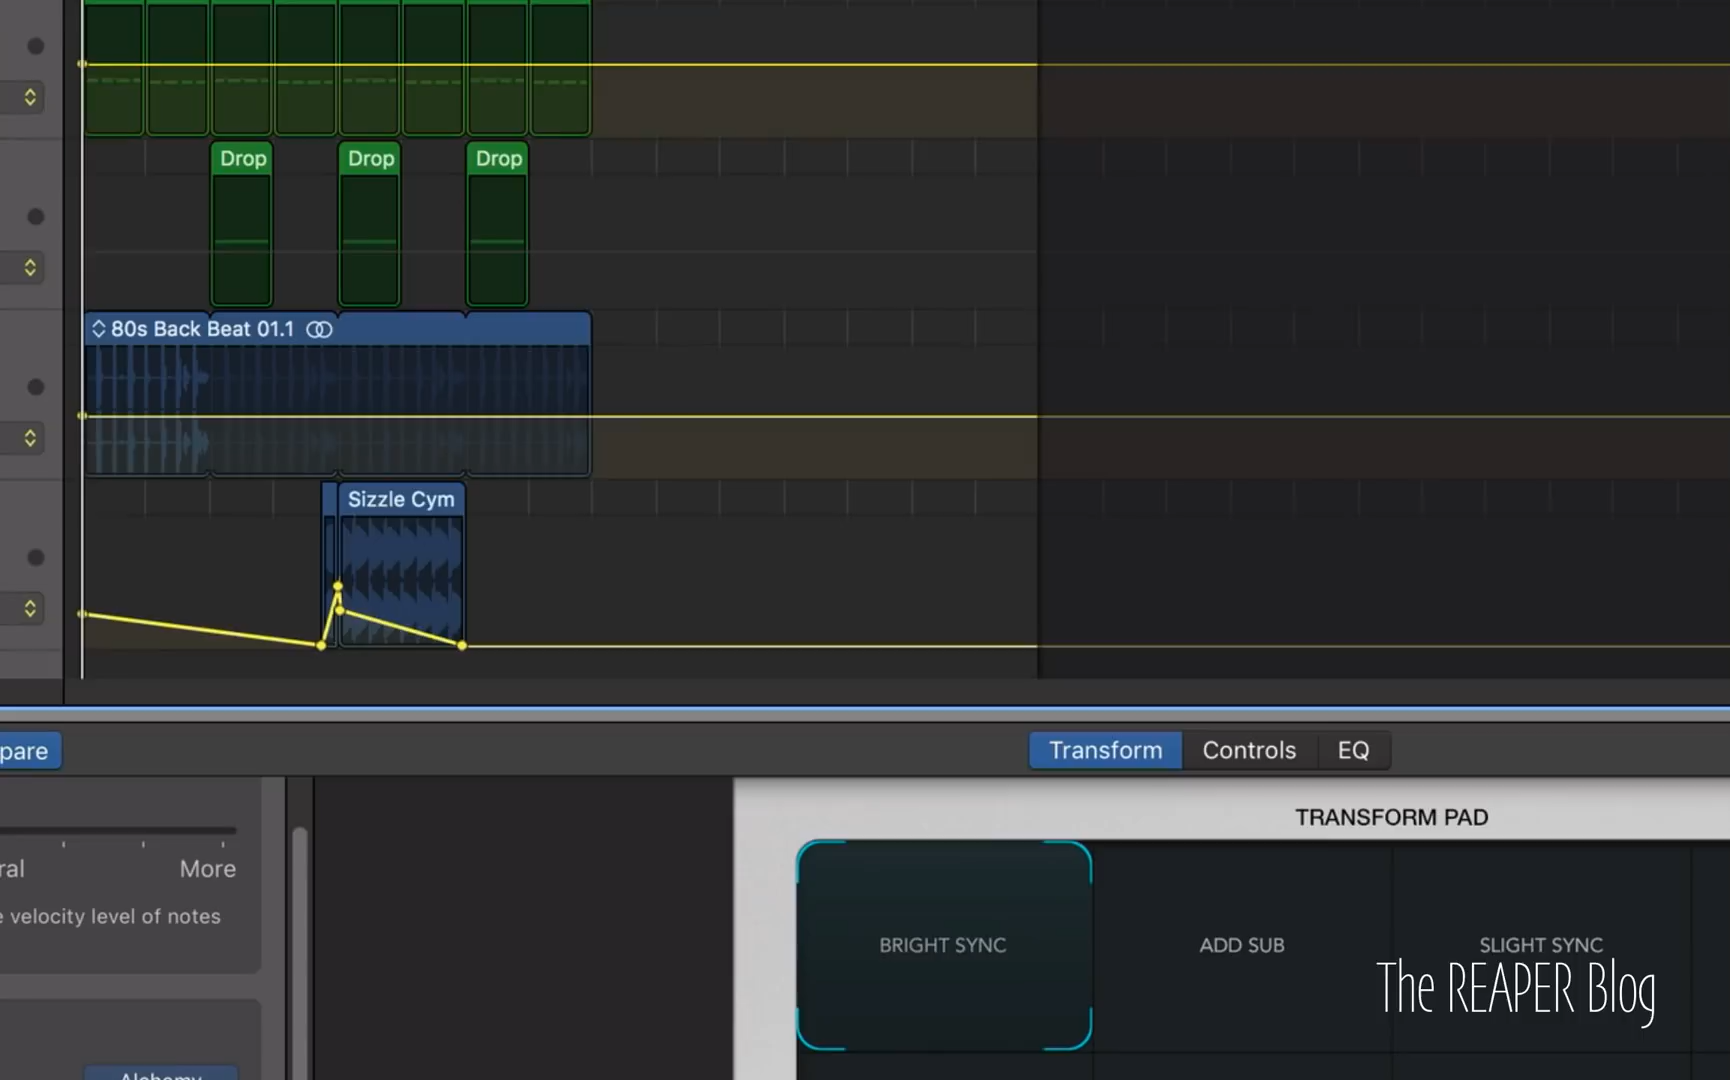 Drop Drop Drop
80s Back Beat 01.1
Sizzle Cym
pare
Transform Controls EQ
TRANSFORM PAD
ral More
e velocity level of notes
BRIGHT SYNC ADD SUB SLIGHT SYNC
The REAPER Blog
Alchemy